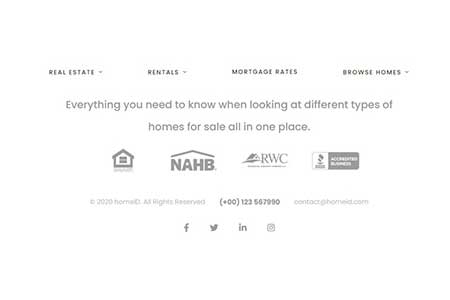 REAL ESTATE
RENTALS
MORTGAGE RATES
BROWSE HOMES
Everything you need to know when looking at different types of
homes for sale all in one place.
NAHB
RWC
BBB
ACCREDITED
BUSINESS
© 2020 homeID. All Rights Reserved
(+00) 123 567990
contact@homeid.com